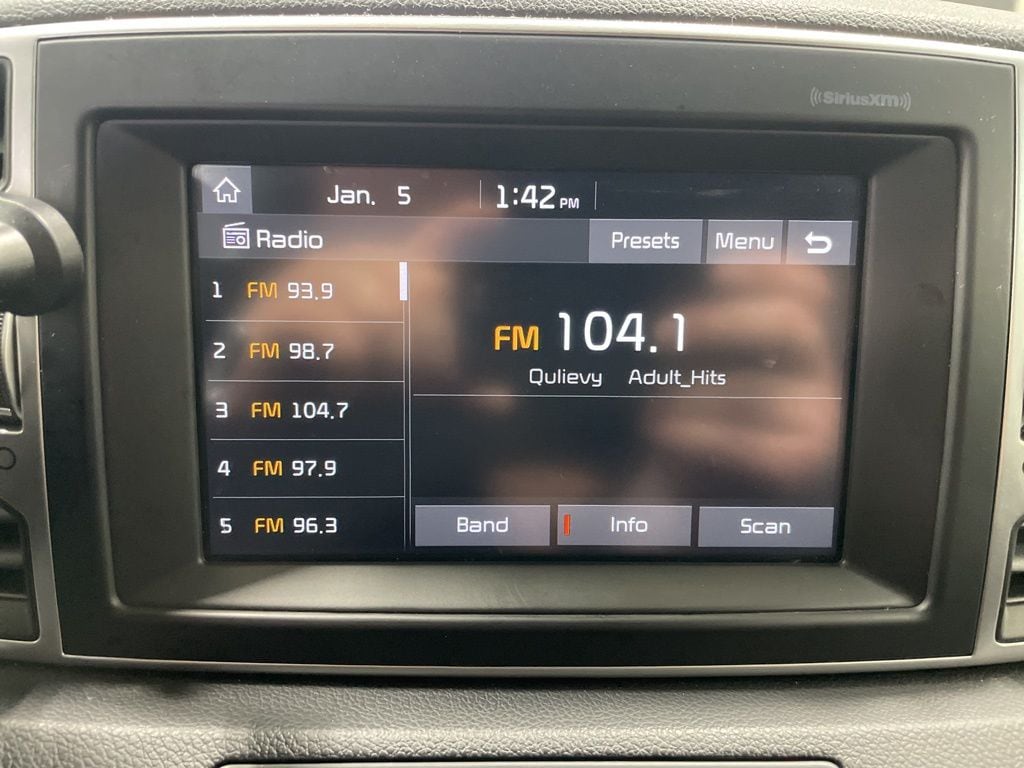 SiriusXM
Jan. 5 1:42 PM
Radio Presets Menu
1 FM 93.9
2 FM 98.7
3 FM 104.7
4 FM 97.9
5 FM 96.3
FM 104.1
Qulievy Adult_Hits
Band Info Scan